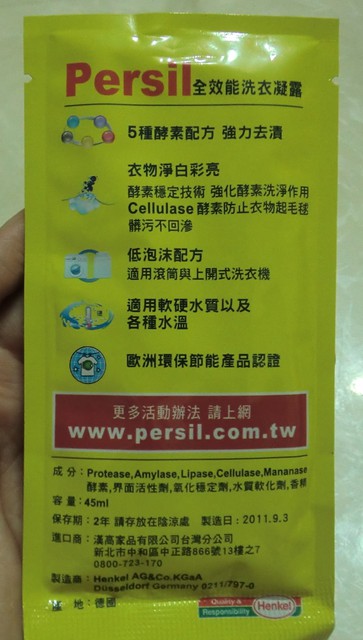 Persil全效能洗衣凝露
5種酵素配方 強力去漬
衣物淨白彩亮
酵素穩定技術 強化酵素洗淨作用
Cellulase 酵素防止衣物起毛毬
髒污不回滲
低泡沫配方
適用滾筒與上開式洗衣機
適用軟硬水質以及
各種水溫
歐洲環保節能產品認證
更多活動辦法 請上網
www.persil.com.tw
成 分：Protease,Amylase,Lipase,Cellulase,Mananase
酵素,界面活性劑,氧化穩定劑,水質軟化劑,香精
容 量：45ml
保存期：2年 請存放在陰涼處 製造日：2011.9.3
進口商：漢高家品有限公司台灣分公司
新北市中和區中正路866號13樓之7
0800-723-170
製造廠：Henkel AG&Co.KGaA
Düsseldorf Germany 0211/797-0
產 地：德國
Quality &
Responsibility
Henkel